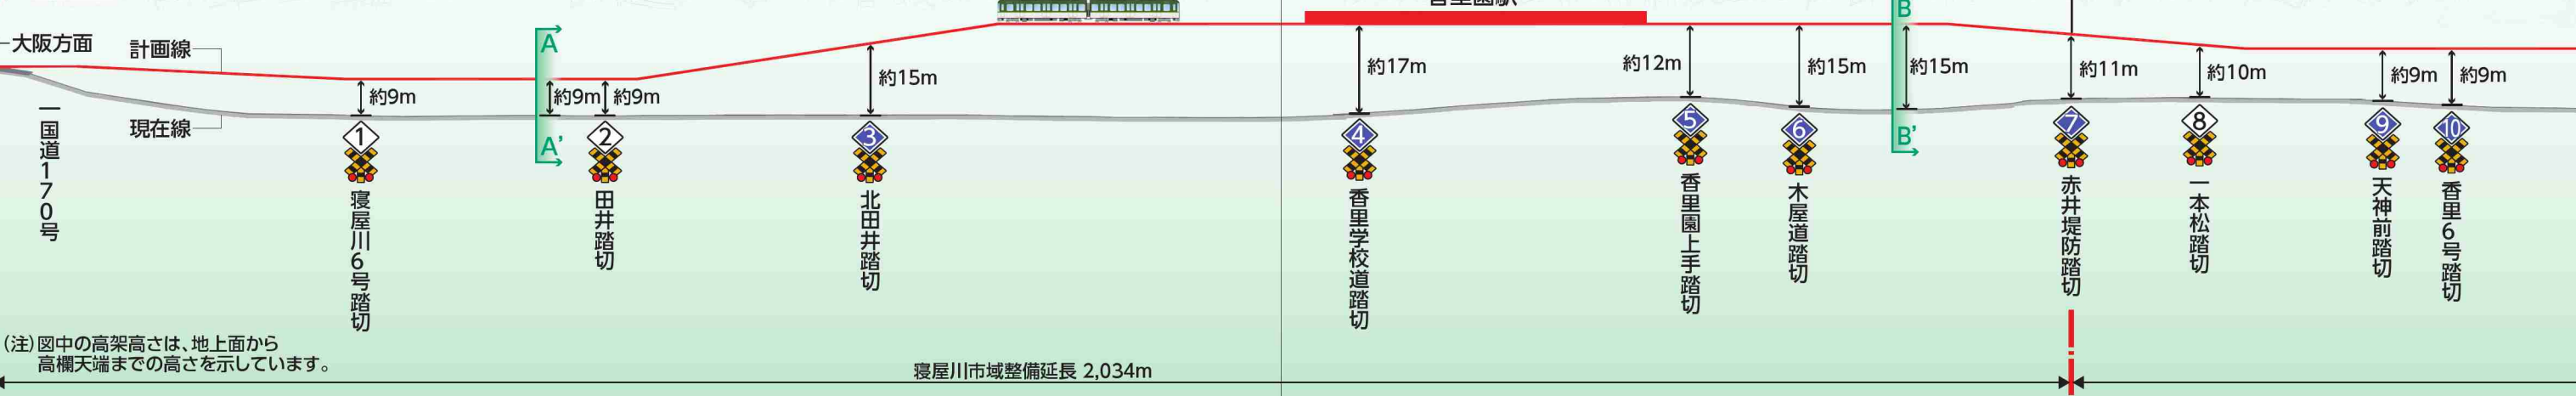 香里園駅
大阪方面
計画線
現在線
一国道170号
A
A'
B
B'
約9m
約9m
約9m
約15m
約17m
約12m
約15m
約15m
約11m
約10m
約9m
約9m
1
寝屋川6号踏切
2
田井踏切
3
北田井踏切
4
香里学校道踏切
5
香里園上手踏切
6
木屋道踏切
7
赤井堤防踏切
8
一本松踏切
9
天神前踏切
10
香里6号踏切
(注)図中の高架高さは、地上面から
高欄天端までの高さを示しています。
寝屋川市域整備延長 2,034m